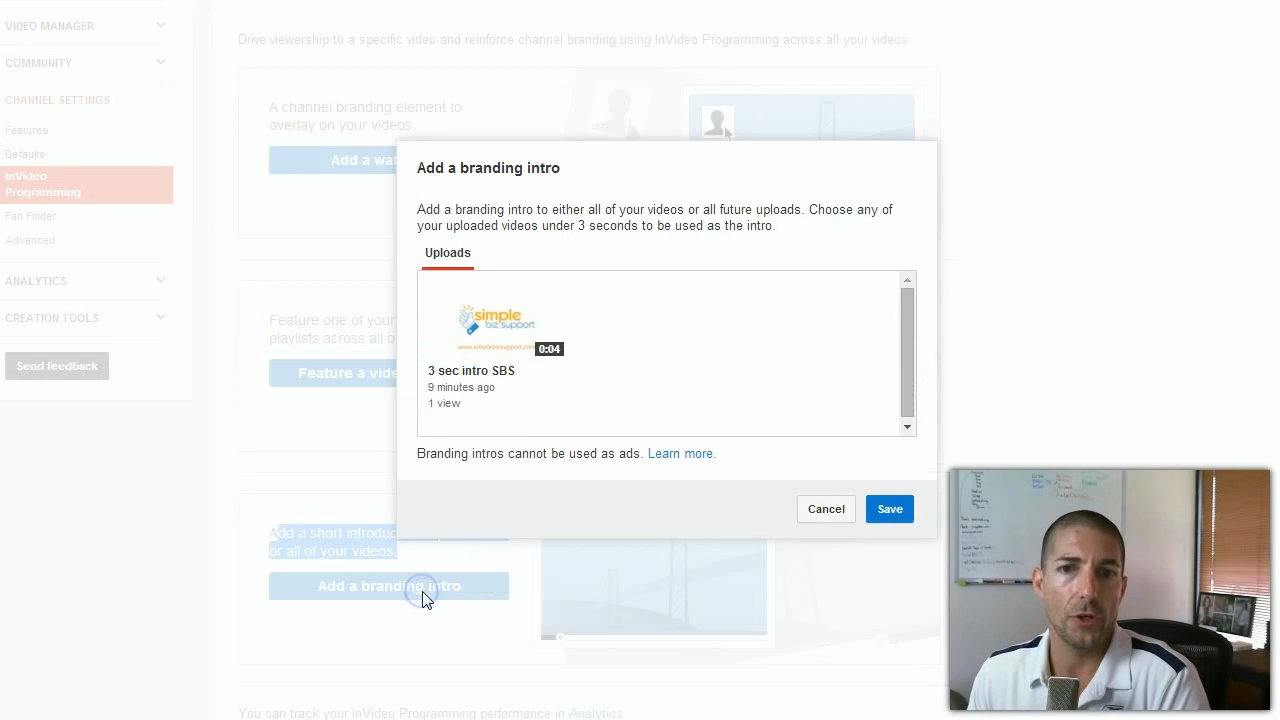 VIDEO MANAGER
COMMUNITY
CHANNEL SETTINGS
Features
Defaults
InVideo
Programming
Fan Finder
Advanced
ANALYTICS
CREATION TOOLS
Send feedback
Drive viewership to a specific video and reinforce channel branding using InVideo Programming across all your videos.
A channel branding element to
overlay on your videos.
Add a wat
Feature one of your
playlists across all o
Feature a vide
Add a short introduc
or all of your videos.
Add a branding intro
You can track your InVideo Programming performance in Analytics
Add a branding intro
Add a branding intro to either all of your videos or all future uploads. Choose any of
your uploaded videos under 3 seconds to be used as the intro.
Uploads
simple
biz support
0:04
3 sec intro SBS
9 minutes ago
1 view
Branding intros cannot be used as ads. Learn more.
Cancel
Save